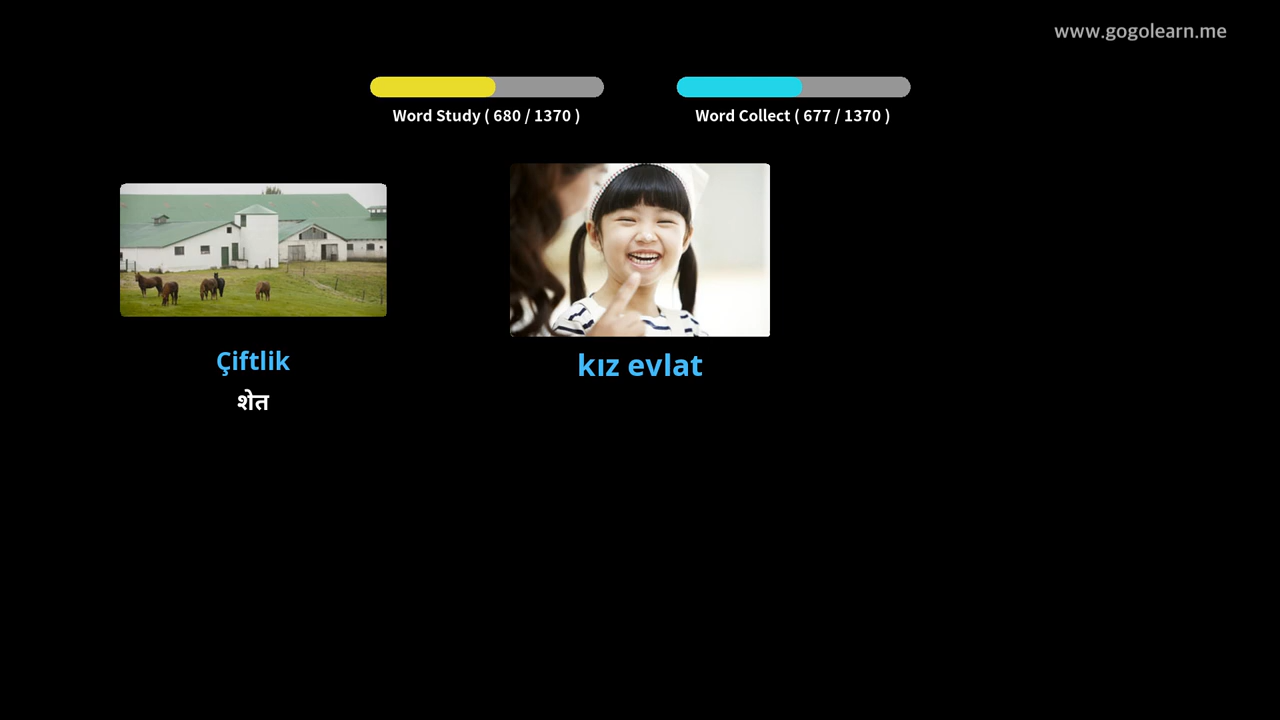 www.gogolearn.me
Word Study ( 680 / 1370 )
Word Collect ( 677 / 1370 )
Çiftlik
शेत
kız evlat